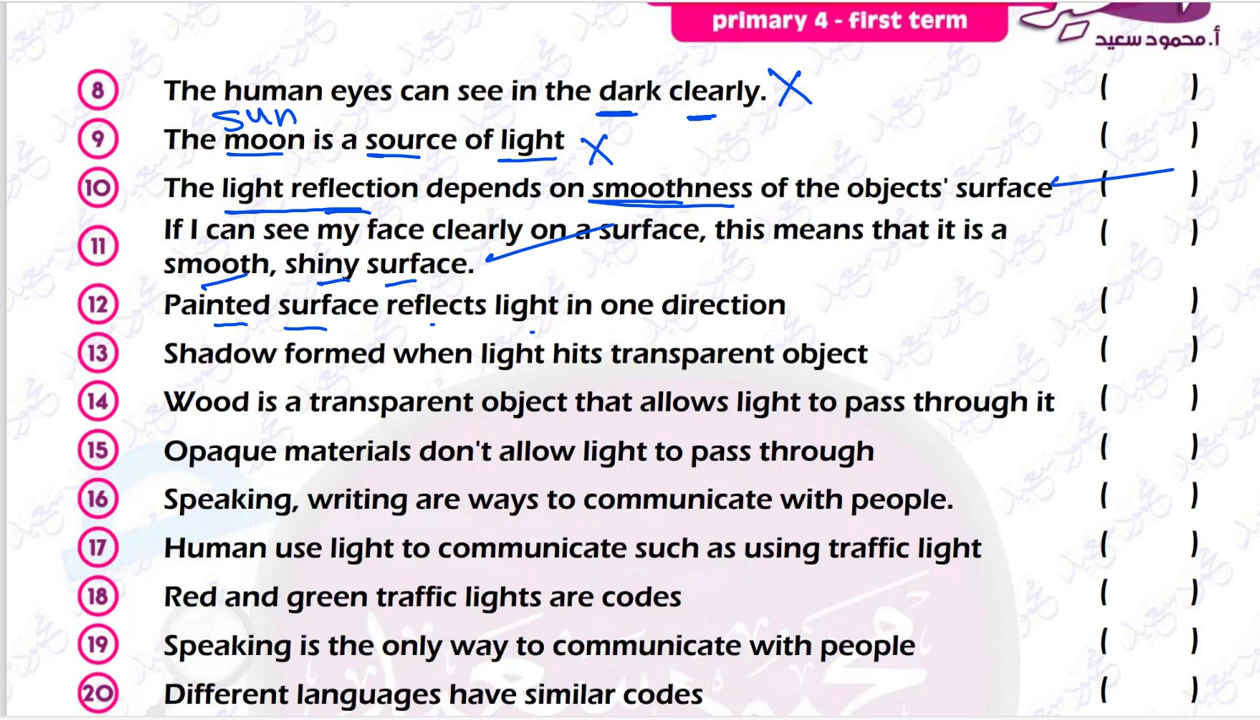 primary 4 - first term
أ.محمود سعيد
8 The human eyes can see in the dark clearly. X ( )
sun
9 The moon is a source of light X ( )
10 The light reflection depends on smoothness of the objects' surface ( )
11 If I can see my face clearly on a surface, this means that it is a ( )
smooth, shiny surface.
12 Painted surface reflects light in one direction ( )
13 Shadow formed when light hits transparent object ( )
14 Wood is a transparent object that allows light to pass through it ( )
15 Opaque materials don't allow light to pass through ( )
16 Speaking, writing are ways to communicate with people. ( )
17 Human use light to communicate such as using traffic light ( )
18 Red and green traffic lights are codes ( )
19 Speaking is the only way to communicate with people ( )
20 Different languages have similar codes ( )